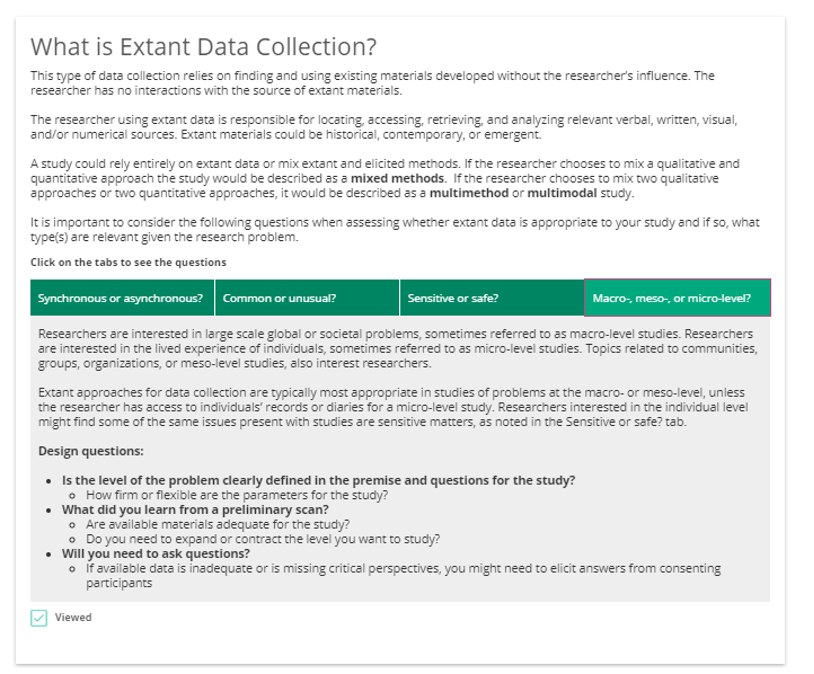 What is Extant Data Collection?
This type of data collection relies on finding and using existing materials developed without the researcher's influence. The
researcher has no interactions with the source of extant materials.
The researcher using extant data is responsible for locating, accessing, retrieving, and analyzing relevant verbal, written, visual,
and/or numerical sources. Extant materials could be historical, contemporary, or emergent.
A study could rely entirely on extant data or mix extant and elicited methods. If the researcher chooses to mix a qualitative and
quantitative approach the study would be described as a mixed methods.  If the researcher chooses to mix two qualitative
approaches or two quantitative approaches, it would be described as a multimethod or multimodal study.
It is important to consider the following questions when assessing whether extant data is appropriate to your study and if so, what
type(s) are relevant given the research problem.
Click on the tabs to see the questions
Synchronous or asynchronous? Common or unusual? Sensitive or safe? Macro-, meso-, or micro-level?
Researchers are interested in large scale global or societal problems, sometimes referred to as macro-level studies. Researchers
are interested in the lived experience of individuals, sometimes referred to as micro-level studies. Topics related to communities,
groups, organizations, or meso-level studies, also interest researchers.
Extant approaches for data collection are typically most appropriate in studies of problems at the macro- or meso-level, unless
the researcher has access to individuals' records or diaries for a micro-level study. Researchers interested in the individual level
might find some of the same issues present with studies are sensitive matters, as noted in the Sensitive or safe? tab.
Design questions:
• Is the level of the problem clearly defined in the premise and questions for the study?
o How firm or flexible are the parameters for the study?
• What did you learn from a preliminary scan?
o Are available materials adequate for the study?
o Do you need to expand or contract the level you want to study?
• Will you need to ask questions?
o If available data is inadequate or is missing critical perspectives, you might need to elicit answers from consenting
participants
Viewed